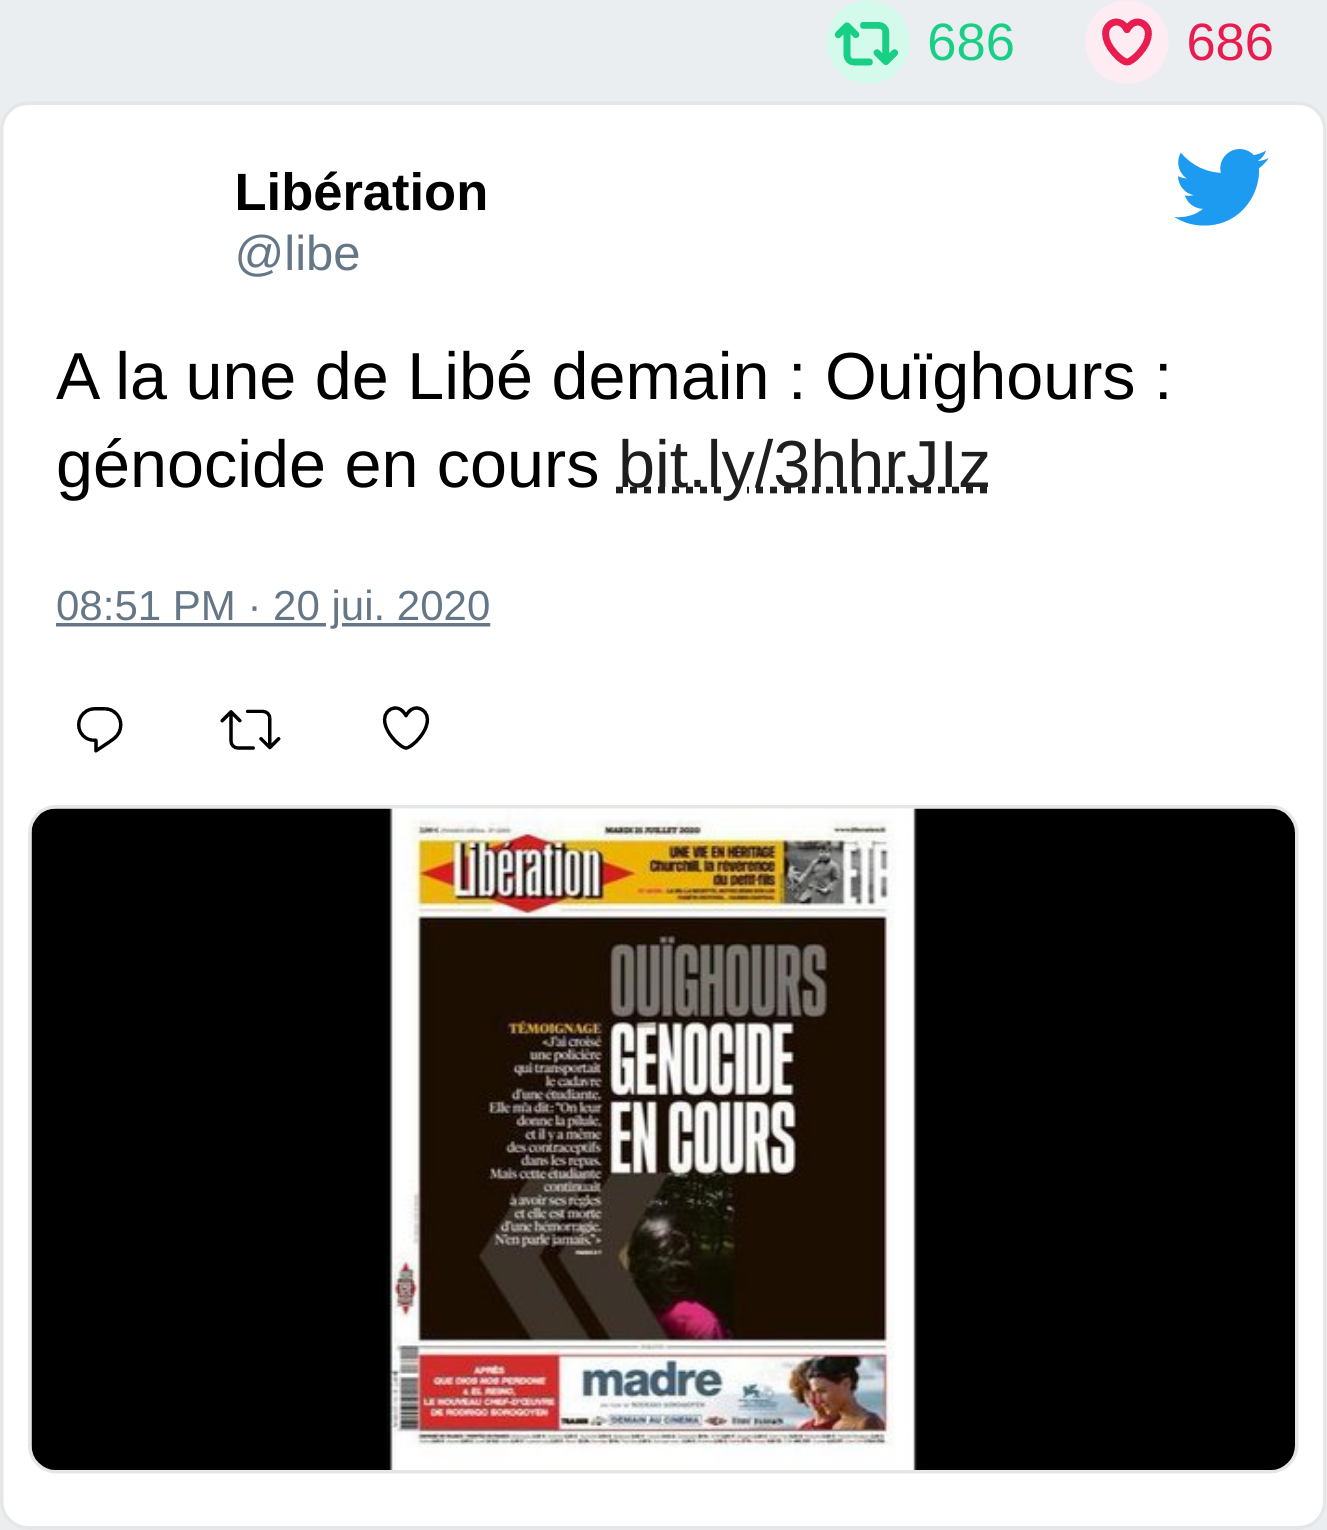 686 686
Libération
@libe
A la une de Libé demain : Ouïghours :
génocide en cours bit.ly/3hhrJIz
08:51 PM · 20 jui. 2020
MARDI 21 JUILLET 2020
Libération
UNE VIE EN HÉRITAGE
Churchill, la révérence
du petit-fils
ÉTÉ
OUÏGHOURS
GÉNOCIDE
EN COURS
TÉMOIGNAGE
«J'ai croisé
une policière
qui transportait
le cadavre
d'une étudiante.
Elle m'a dit: "On leur
donne la pilule,
et il y a même
des contraceptifs
dans les repas.
Mais cette étudiante
continuait
à avoir ses règles
et elle est morte
d'une hémorragie.
N'en parle jamais."»
APRÈS
QUE DIOS NOS PERDONE
& EL REINO,
LE NOUVEAU CHEF-D'ŒUVRE
DE RODRIGO SOROGOYEN
madre
DEMAIN AU CINÉMA